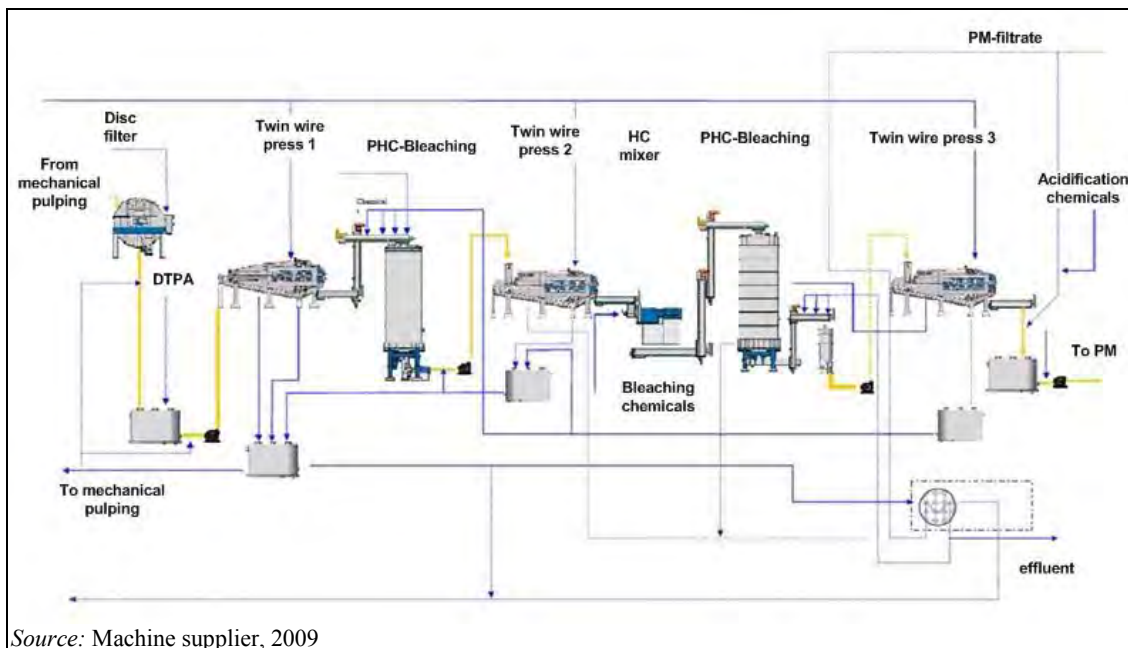 PM-filtrate
Disc
filter
Twin wire
press 1
PHC-Bleaching
Twin wire
press 2
HC
mixer
PHC-Bleaching
Twin wire press 3
From
mechanical
pulping
Acidification
chemicals
Chemical
DTPA
To PM
Bleaching
chemicals
To mechanical
pulping
effluent
Source: Machine supplier, 2009